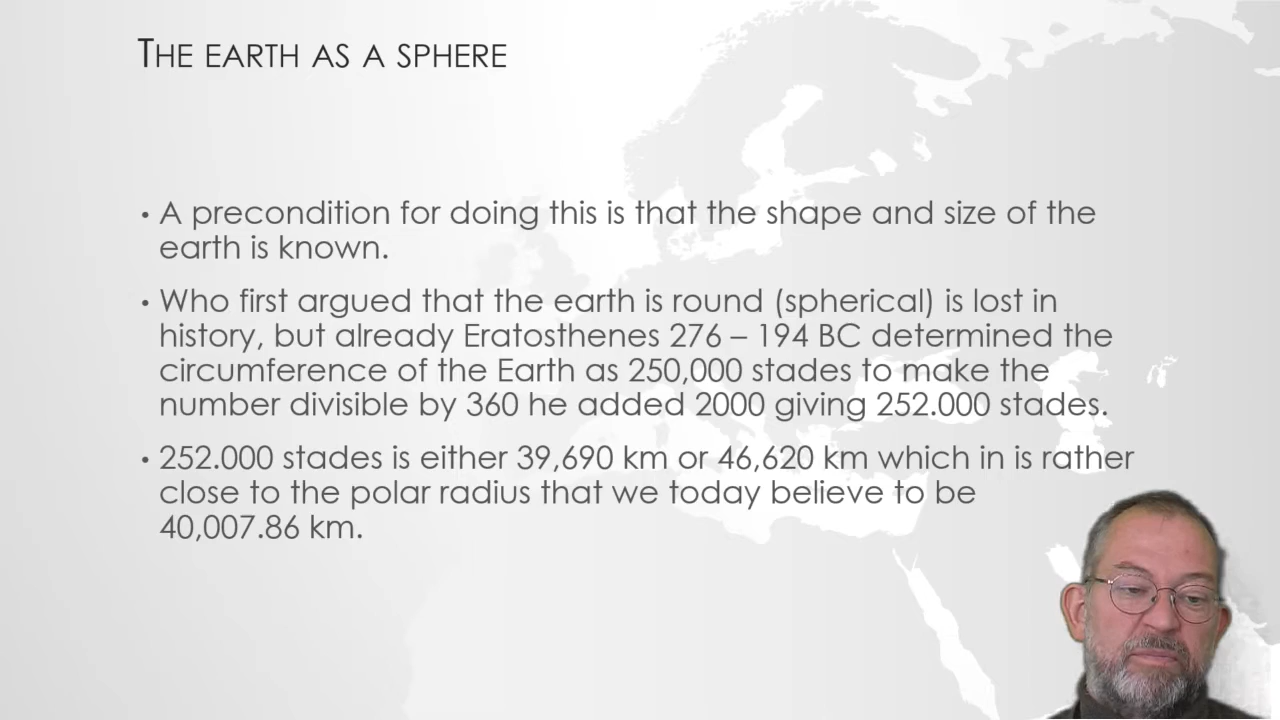 The earth as a sphere
• A precondition for doing this is that the shape and size of the
earth is known.
• Who first argued that the earth is round (spherical) is lost in
history, but already Eratosthenes 276 – 194 BC determined the
circumference of the Earth as 250,000 stades to make the
number divisible by 360 he added 2000 giving 252.000 stades.
• 252.000 stades is either 39,690 km or 46,620 km which in is rather
close to the polar radius that we today believe to be
40,007.86 km.